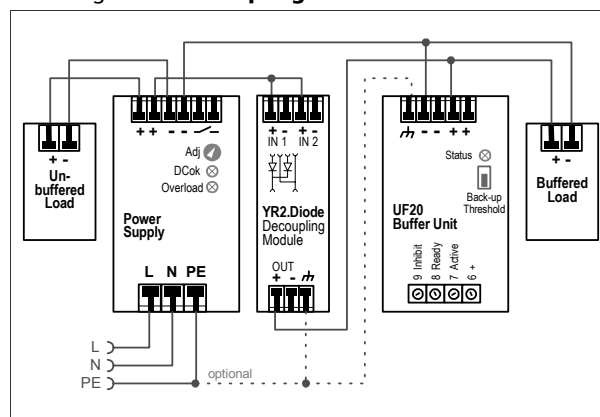 + -
Un-
buffered
Load
+ + - -
Adj
DCok
Overload
Power
Supply
L N PE
+ - + -
IN 1 IN 2
YR2.Diode
Decoupling
Module
OUT
+ -
- - + +
Status
Back-up
Threshold
UF20
Buffer Unit
9 Inhibit
8 Ready
7 Active
6 +
+ -
Buffered
Load
L
N
PE
optional